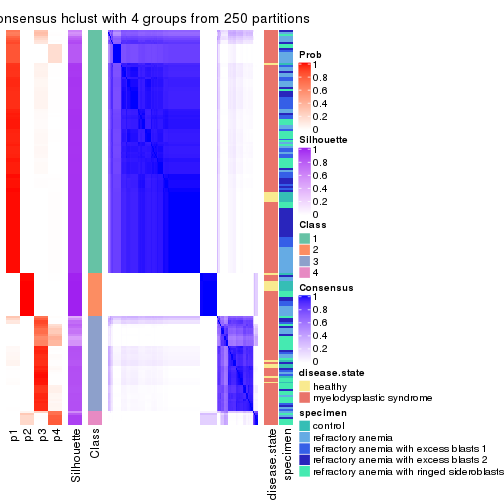 onsensus hclust with 4 groups from 250 partitions
Prob
1
0.8
0.6
0.4
0.2
0
Silhouette
1
0.8
0.6
0.4
0.2
0
Class
1
2
3
4
Consensus
1
0.8
0.6
0.4
0.2
0
disease.state
healthy
myelodysplastic syndrome
specimen
control
refractory anemia
refractory anemia with excess blasts 1
refractory anemia with excess blasts 2
refractory anemia with ringed sideroblasts
p1
p2
p3
p4
Silhouette
Class
disease.state
specimen